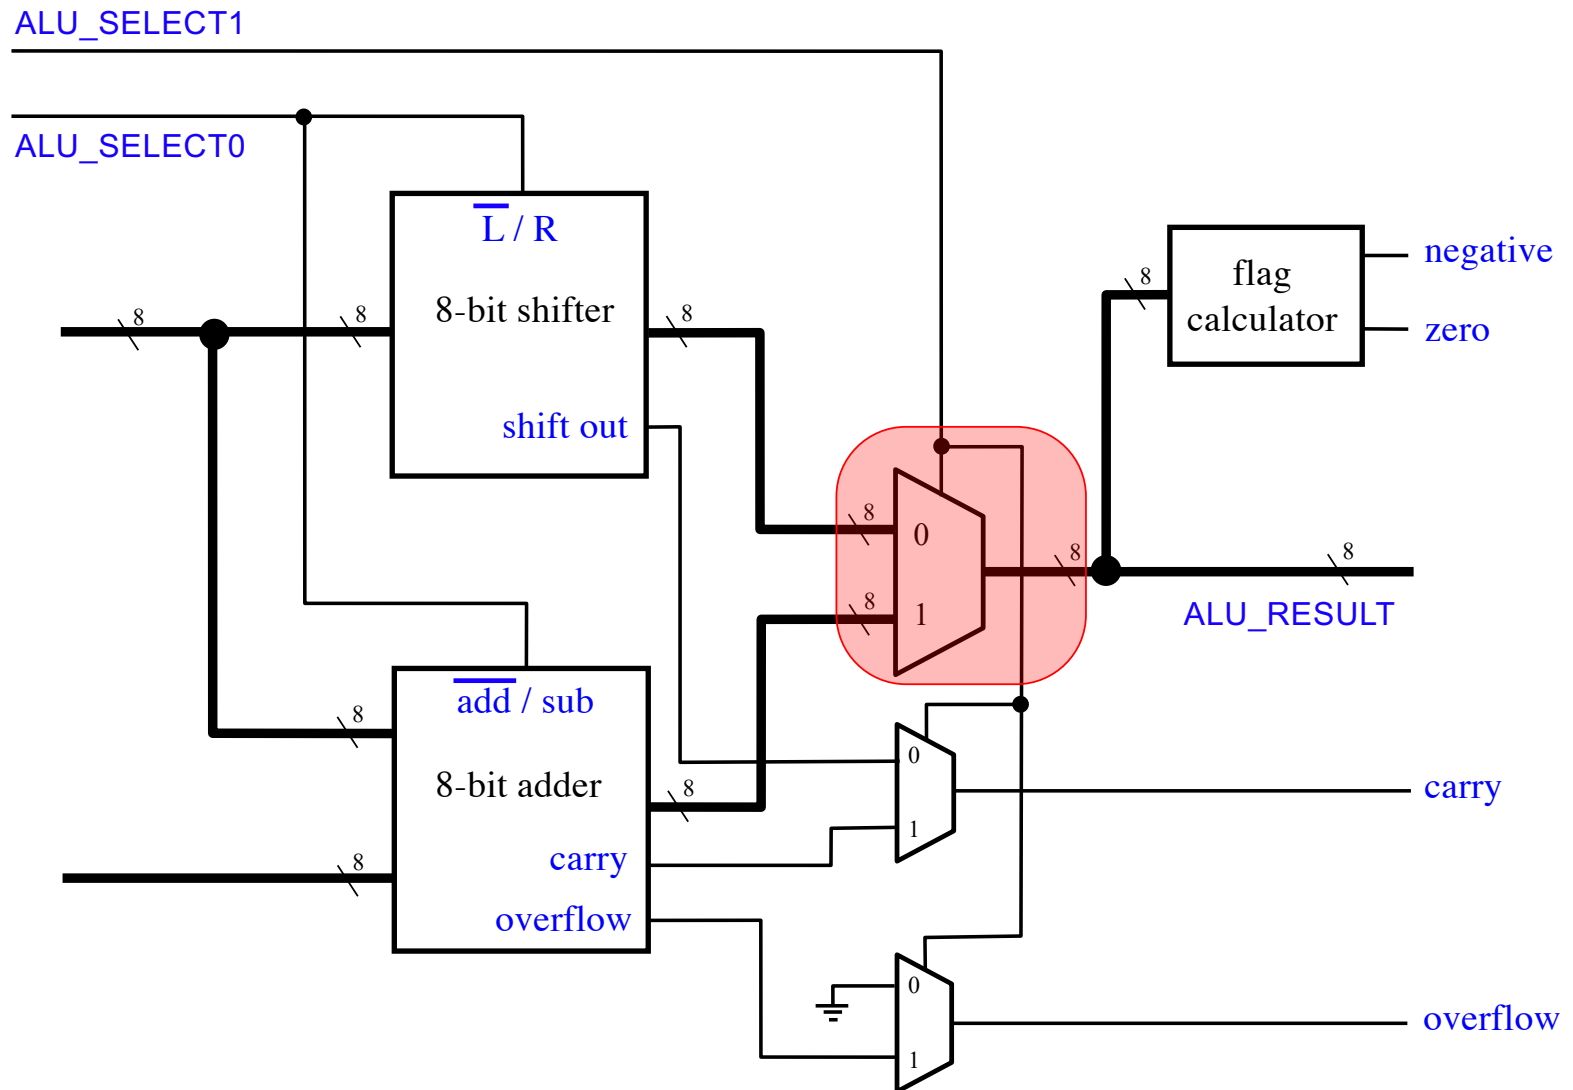 ALU_SELECT1
ALU_SELECT0
L / R
8-bit shifter
shift out
8
8
8
flag
calculator
8
negative
zero
8
0
8
1
8
8
ALU_RESULT
add / sub
8-bit adder
carry
overflow
8
8
8
0
1
carry
0
1
overflow